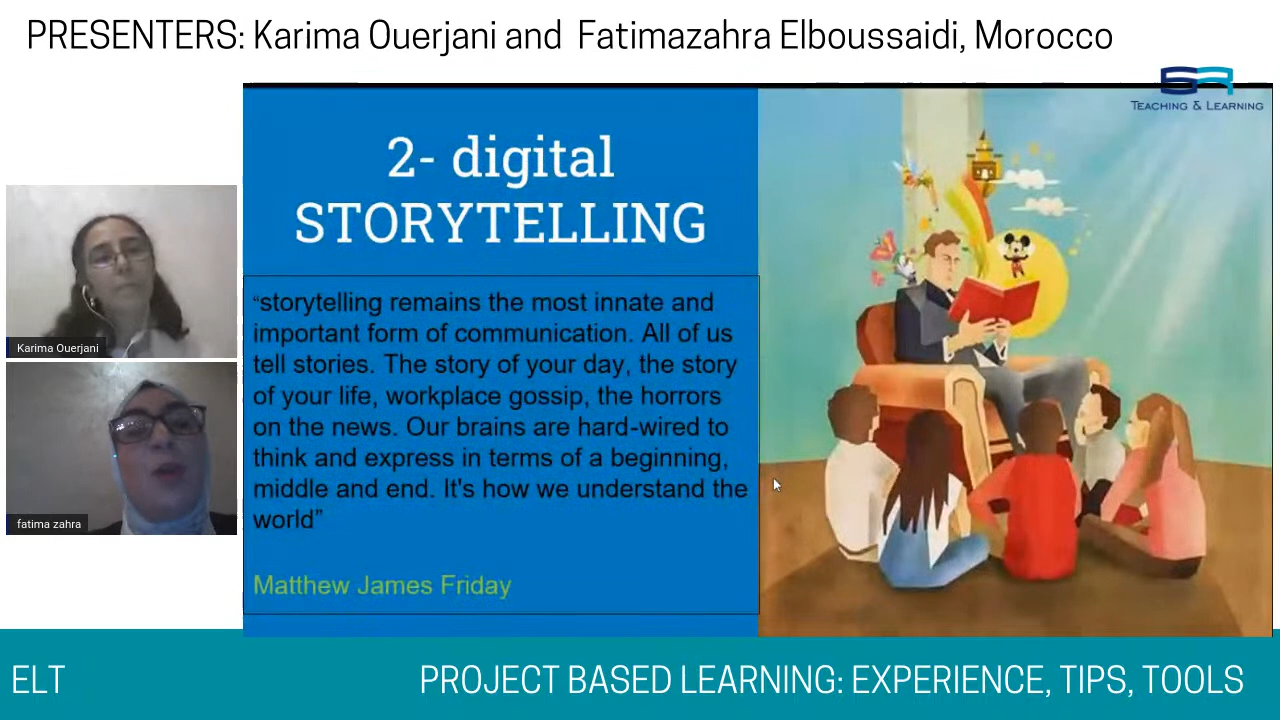 PRESENTERS: Karima Ouerjani and Fatimazahra Elboussaidi, Morocco
SR
TEACHING & LEARNING
2- digital
STORYTELLING
“storytelling remains the most innate and
important form of communication. All of us
tell stories. The story of your day, the story
of your life, workplace gossip, the horrors
on the news. Our brains are hard-wired to
think and express in terms of a beginning,
middle and end. It's how we understand the
world”
Matthew James Friday
Karima Ouerjani
fatima zahra
ELT
PROJECT BASED LEARNING: EXPERIENCE, TIPS, TOOLS